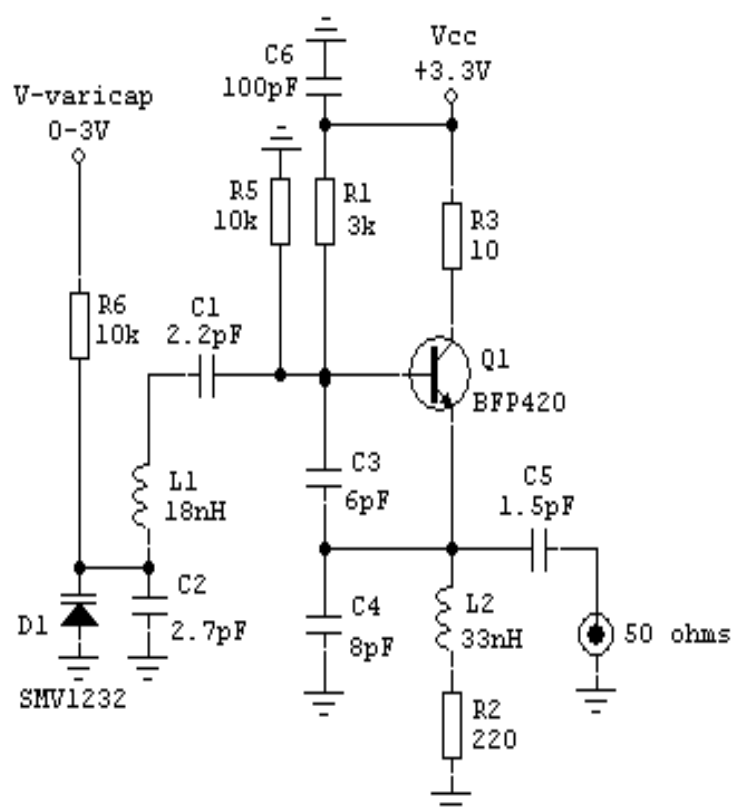 C6
100pF
Vcc
+3.3V
V-varicap
0-3V
R5
10k
R1
3k
R3
10
R6
10k
C1
2.2pF
Q1
BFP420
L1
18nH
C3
6pF
C5
1.5pF
C2
2.7pF
D1
SMV1232
C4
8pF
L2
33nH
50 ohms
R2
220